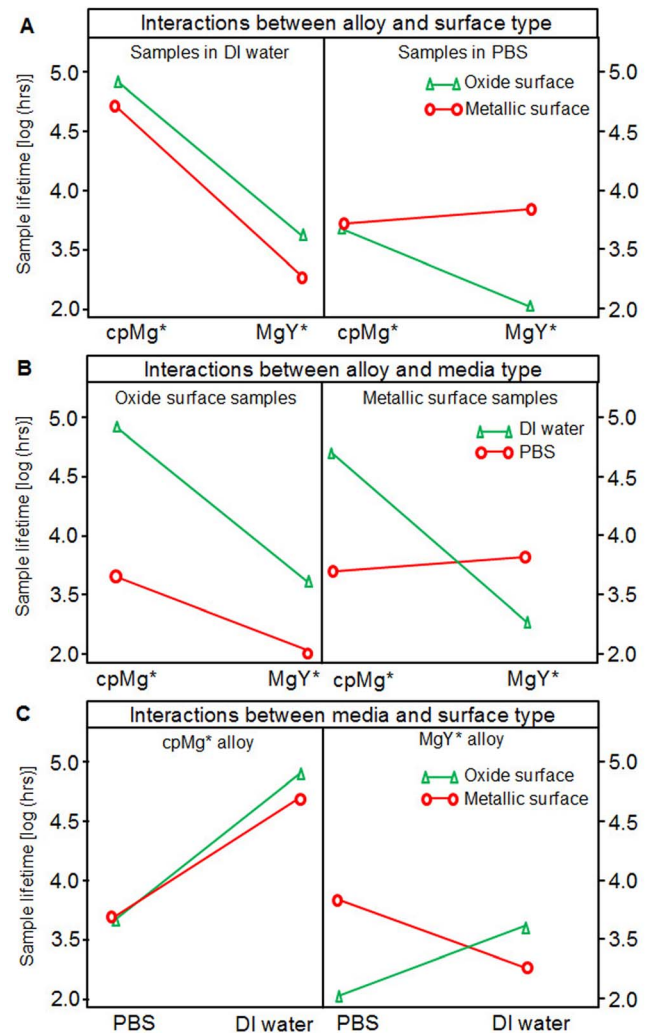 A
Interactions between alloy and surface type
Samples in DI water
Samples in PBS
Oxide surface
Metallic surface
Sample lifetime [log (hrs)]
5.0
4.5
4.0
3.5
2.0
5.0
4.5
4.0
3.5
2.0
cpMg*
MgY*
cpMg*
MgY*
B
Interactions between alloy and media type
Oxide surface samples
Metallic surface samples
DI water
PBS
Sample lifetime [log (hrs)]
5.0
4.5
4.0
3.5
2.0
5.0
4.5
4.0
3.5
2.0
cpMg*
MgY*
cpMg*
MgY*
C
Interactions between media and surface type
cpMg* alloy
MgY* alloy
Oxide surface
Metallic surface
Sample lifetime [log (hrs)]
5.0
4.5
4.0
3.5
2.0
5.0
4.5
4.0
3.5
2.0
PBS
DI water
PBS
DI water